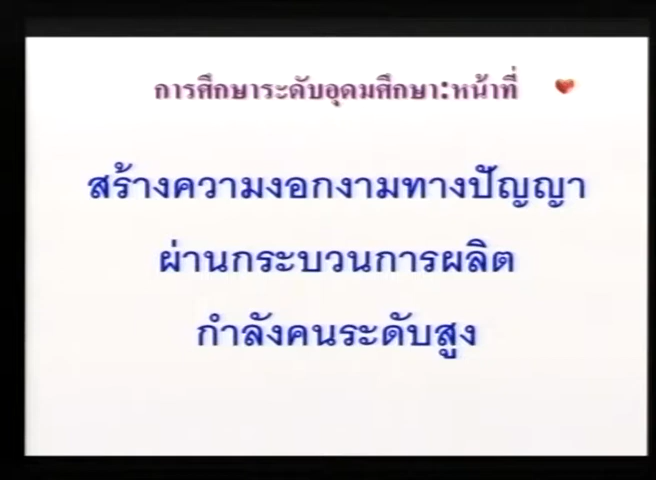 การศึกษาระดับอุดมศึกษา:หน้าที่
สร้างความงอกงามทางปัญญา
ผ่านกระบวนการผลิต
กำลังคนระดับสูง